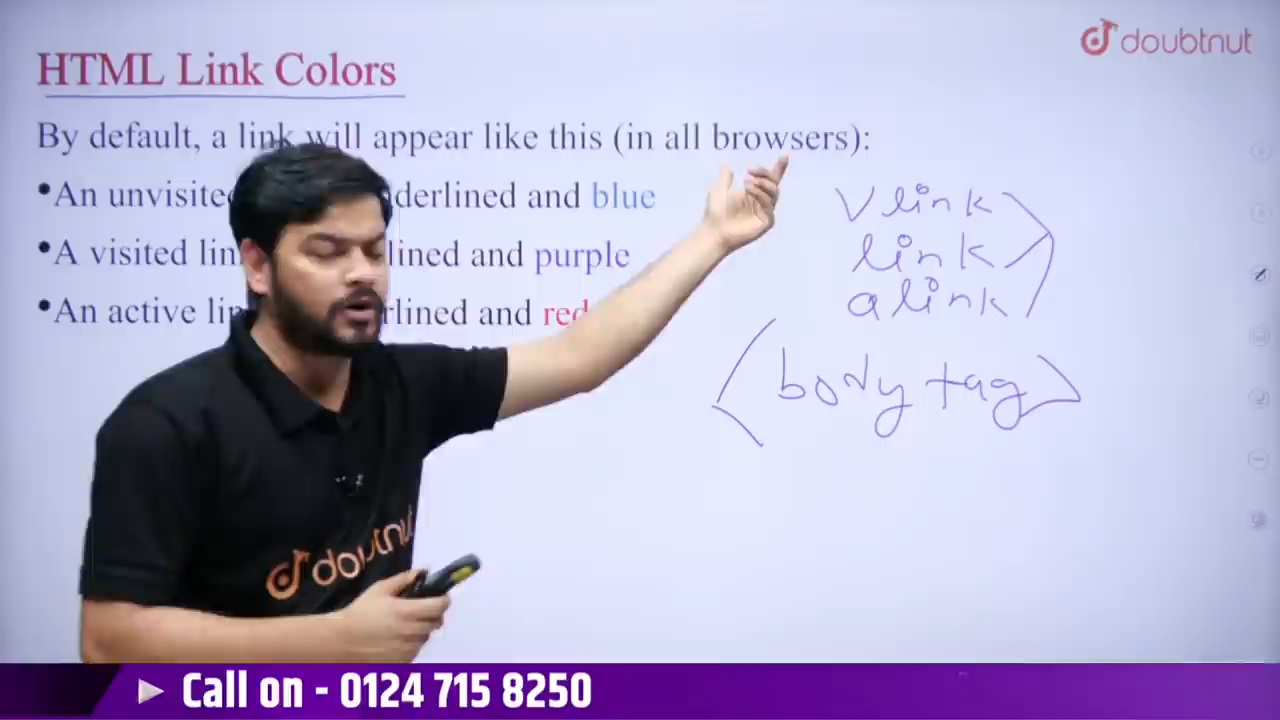 doubtnut
HTML Link Colors
By default, a link will appear like this (in all browsers):
•An unvisited derlined and blue
•A visited lin lined and purple
•An active lin rlined and red
vlink
link
alink
body tag
doubtnut
Call on - 0124 715 8250